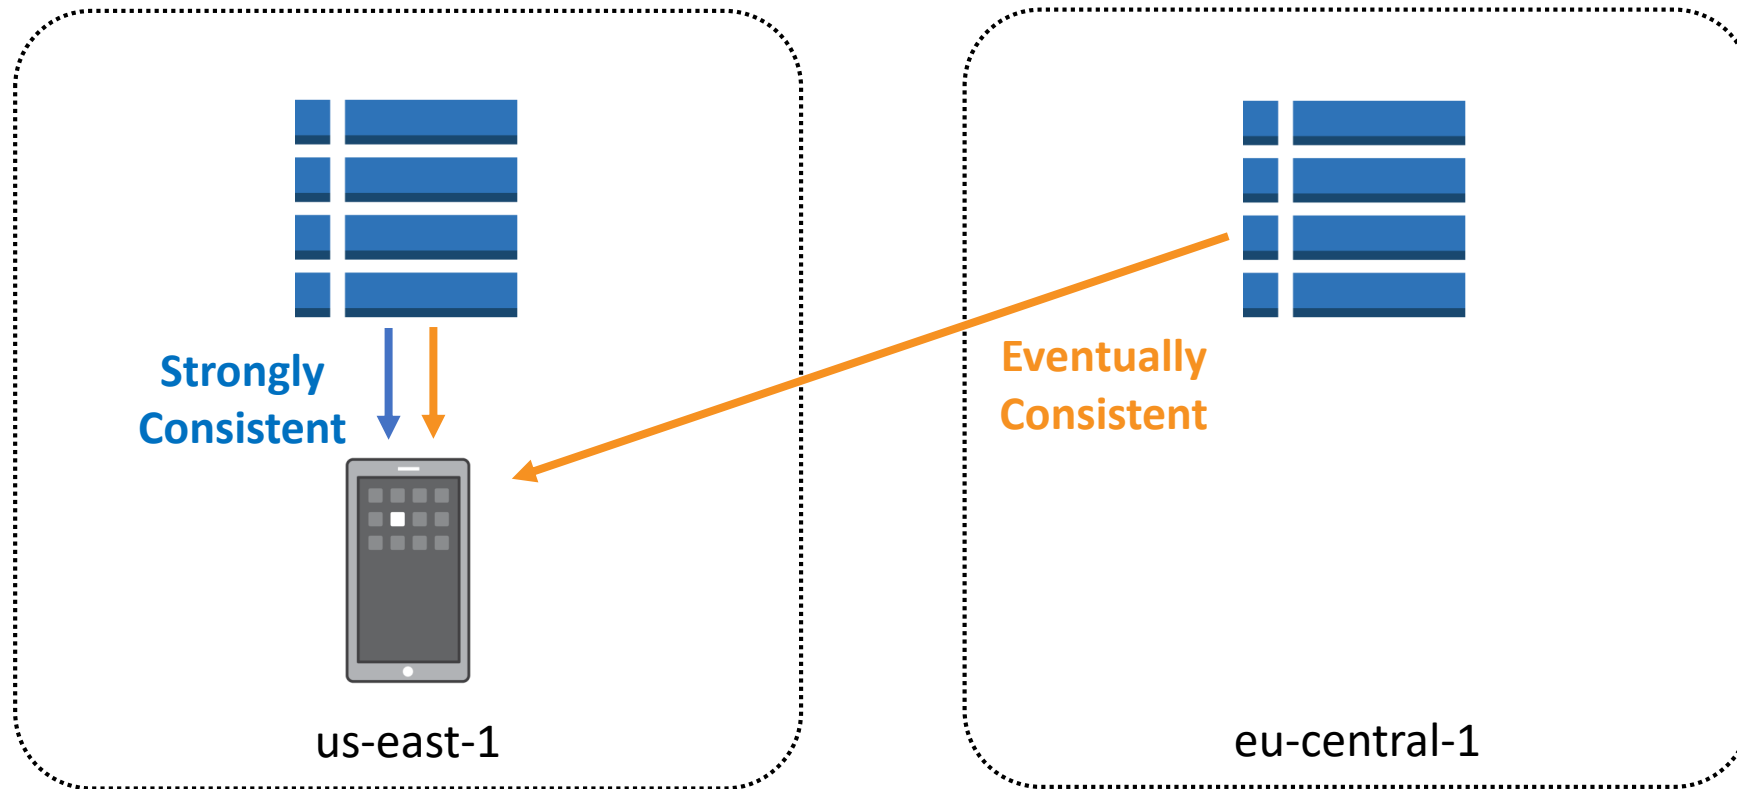 Strongly
Consistent
us-east-1
Eventually
Consistent
eu-central-1